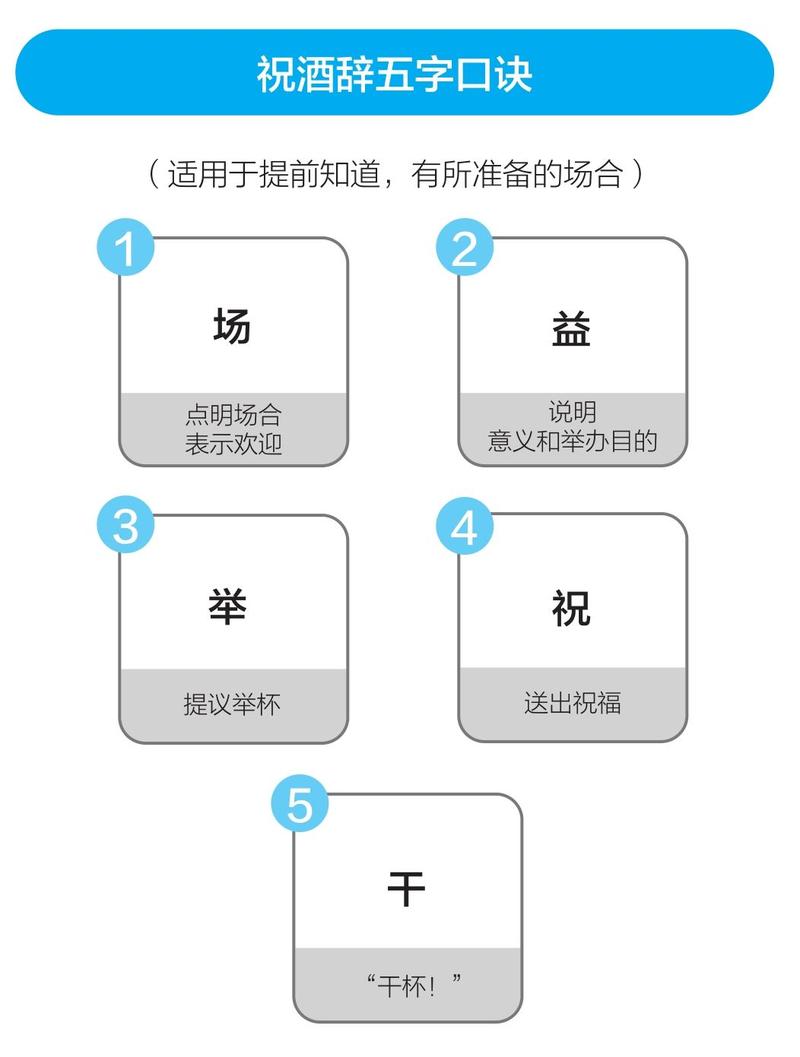 祝酒辞五字口诀
（适用于提前知道，有所准备的场合）
1
场
点明场合
表示欢迎
2
益
说明
意义和举办目的
3
举
提议举杯
4
祝
送出祝福
5
干
“干杯！”